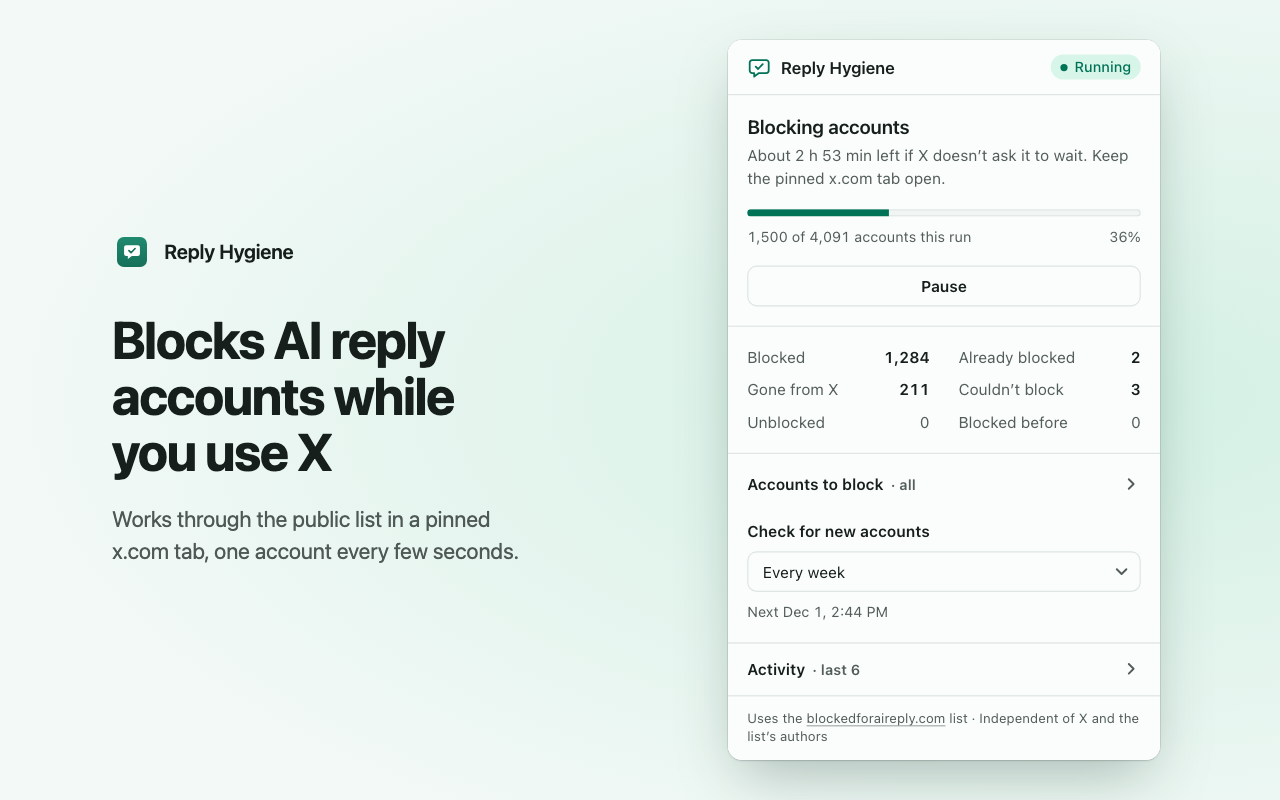 Reply Hygiene
Blocks AI reply
accounts while
you use X
Works through the public list in a pinned
x.com tab, one account every few seconds.
Reply Hygiene
Running
Blocking accounts
About 2 h 53 min left if X doesn’t ask it to wait. Keep
the pinned x.com tab open.
1,500 of 4,091 accounts this run 36%
Pause
Blocked 1,284 Already blocked 2
Gone from X 211 Couldn’t block 3
Unblocked 0 Blocked before 0
Accounts to block · all
Check for new accounts
Every week
Next Dec 1, 2:44 PM
Activity · last 6
Uses the blockedforaireply.com list · Independent of X and the
list’s authors